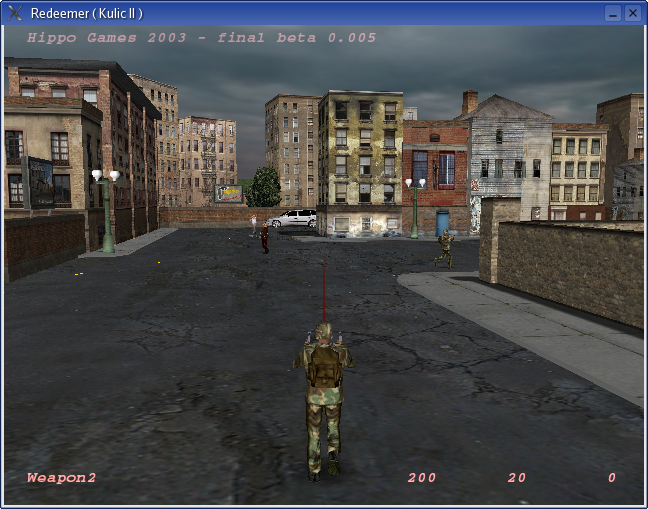 Redeemer ( Kulic II )
Hippo Games 2003 - final beta 0.005
Weapon2 200 20 0